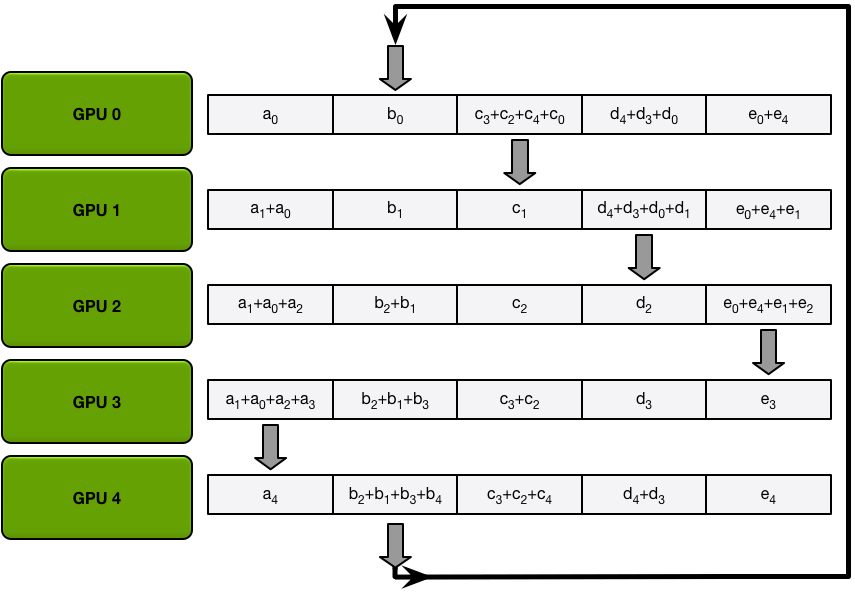 GPU 0 a₀ b₀ c₃+c₂+c₄+c₀ d₄+d₃+d₀ e₀+e₄
GPU 1 a₁+a₀ b₁ c₁ d₄+d₃+d₀+d₁ e₀+e₄+e₁
GPU 2 a₁+a₀+a₂ b₂+b₁ c₂ d₂ e₀+e₄+e₁+e₂
GPU 3 a₁+a₀+a₂+a₃ b₂+b₁+b₃ c₃+c₂ d₃ e₃
GPU 4 a₄ b₂+b₁+b₃+b₄ c₃+c₂+c₄ d₄+d₃ e₄